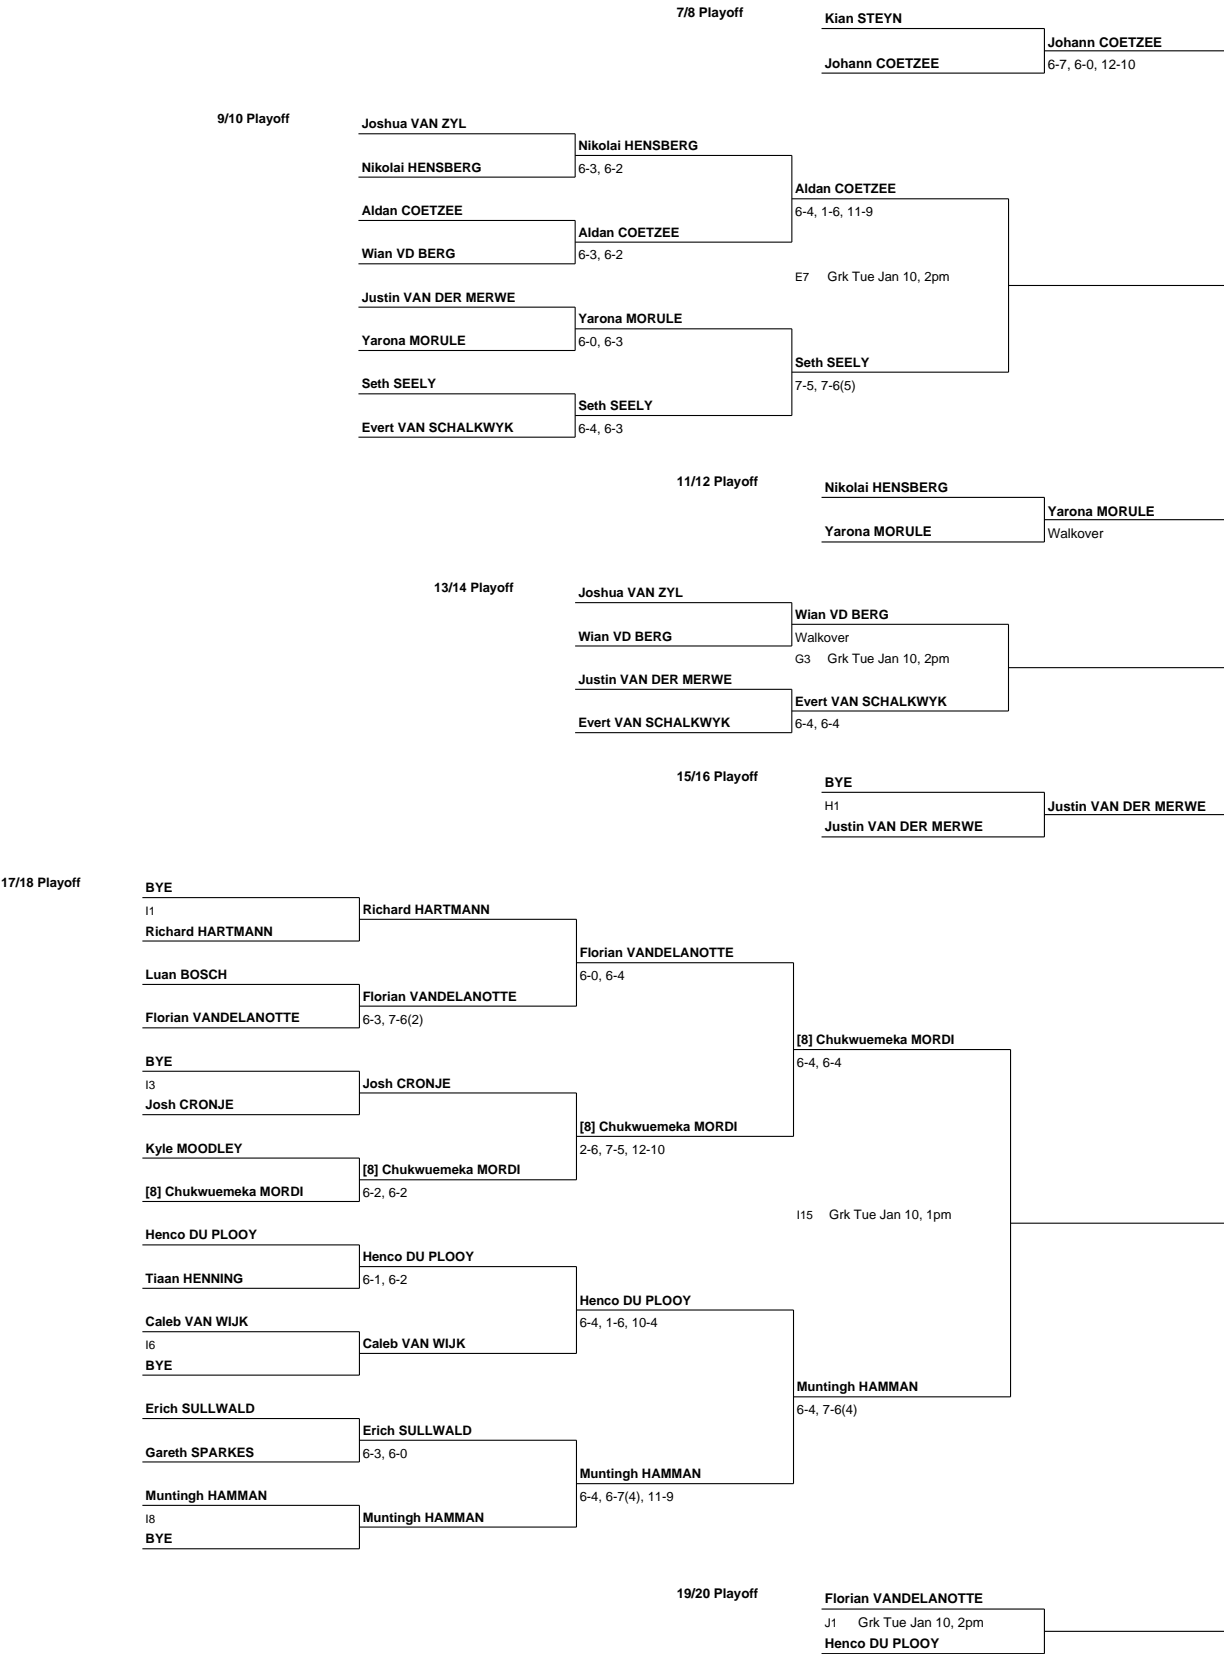 7/8 Playoff
Kian STEYN
Johann COETZEE
Johann COETZEE
6-7, 6-0, 12-10
9/10 Playoff
Joshua VAN ZYL
Nikolai HENSBERG
Nikolai HENSBERG
6-3, 6-2
Aldan COETZEE
6-4, 1-6, 11-9
Aldan COETZEE
Aldan COETZEE
Wian VD BERG
6-3, 6-2
E7 Grk Tue Jan 10, 2pm
Justin VAN DER MERWE
Yarona MORULE
Yarona MORULE
6-0, 6-3
Seth SEELY
7-5, 7-6(5)
Seth SEELY
Seth SEELY
Evert VAN SCHALKWYK
6-4, 6-3
11/12 Playoff
Nikolai HENSBERG
Yarona MORULE
Yarona MORULE
Walkover
13/14 Playoff
Joshua VAN ZYL
Wian VD BERG
Wian VD BERG
Walkover
G3 Grk Tue Jan 10, 2pm
Justin VAN DER MERWE
Evert VAN SCHALKWYK
Evert VAN SCHALKWYK
6-4, 6-4
15/16 Playoff
BYE
H1
Justin VAN DER MERWE
Justin VAN DER MERWE
17/18 Playoff
BYE
I1
Richard HARTMANN
Richard HARTMANN
Florian VANDELANOTTE
6-0, 6-4
Luan BOSCH
Florian VANDELANOTTE
Florian VANDELANOTTE
6-3, 7-6(2)
[8] Chukwuemeka MORDI
6-4, 6-4
BYE
I3
Josh CRONJE
Josh CRONJE
[8] Chukwuemeka MORDI
2-6, 7-5, 12-10
Kyle MOODLEY
[8] Chukwuemeka MORDI
[8] Chukwuemeka MORDI
6-2, 6-2
I15 Grk Tue Jan 10, 1pm
Henco DU PLOOY
Henco DU PLOOY
Tiaan HENNING
6-1, 6-2
Henco DU PLOOY
6-4, 1-6, 10-4
Caleb VAN WIJK
I6
Caleb VAN WIJK
BYE
Muntingh HAMMAN
6-4, 7-6(4)
Erich SULLWALD
Erich SULLWALD
Gareth SPARKES
6-3, 6-0
Muntingh HAMMAN
6-4, 6-7(4), 11-9
Muntingh HAMMAN
I8
Muntingh HAMMAN
BYE
19/20 Playoff
Florian VANDELANOTTE
J1 Grk Tue Jan 10, 2pm
Henco DU PLOOY